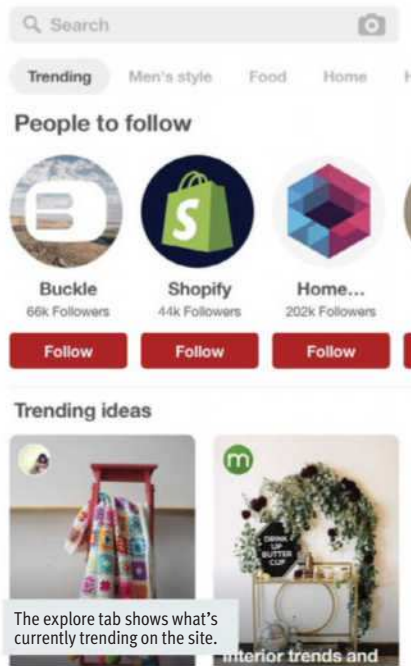 Search
Trending Men's style Food Home
People to follow
B
S
Buckle
Shopify
Home...
66k Followers
44k Followers
202k Followers
Follow
Follow
Follow
Trending ideas
m
DRINK
UP
BUTTER
CUP
The explore tab shows what's
currently trending on the site.
Interior trends and